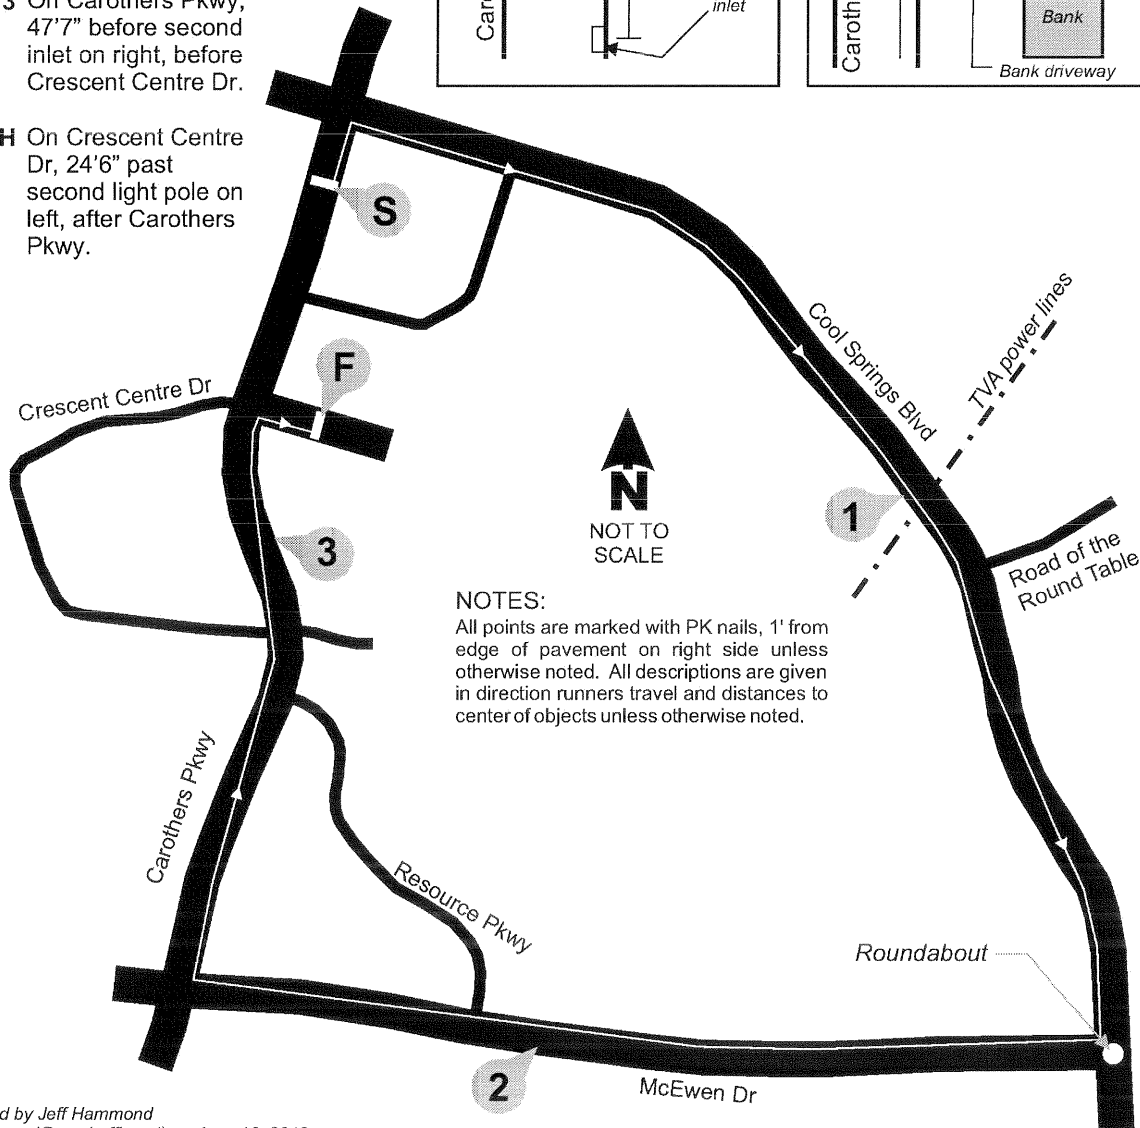 3 On Carothers Pkwy,
47'7" before second
inlet on right, before
Crescent Centre Dr.
H On Crescent Centre
Dr, 24'6" past
second light pole on
left, after Carothers
Pkwy.
inlet
Bank
Bank driveway
S
F
Crescent Centre Dr
Cool Springs Blvd
TVA power lines
1
N
NOT TO
SCALE
Road of the
Round Table
3
NOTES:
All points are marked with PK nails, 1' from
edge of pavement on right side unless
otherwise noted. All descriptions are given
in direction runners travel and distances to
center of objects unless otherwise noted.
Carothers Pkwy
Resource Pkwy
Roundabout
2
McEwen Dr
d by Jeff Hammond